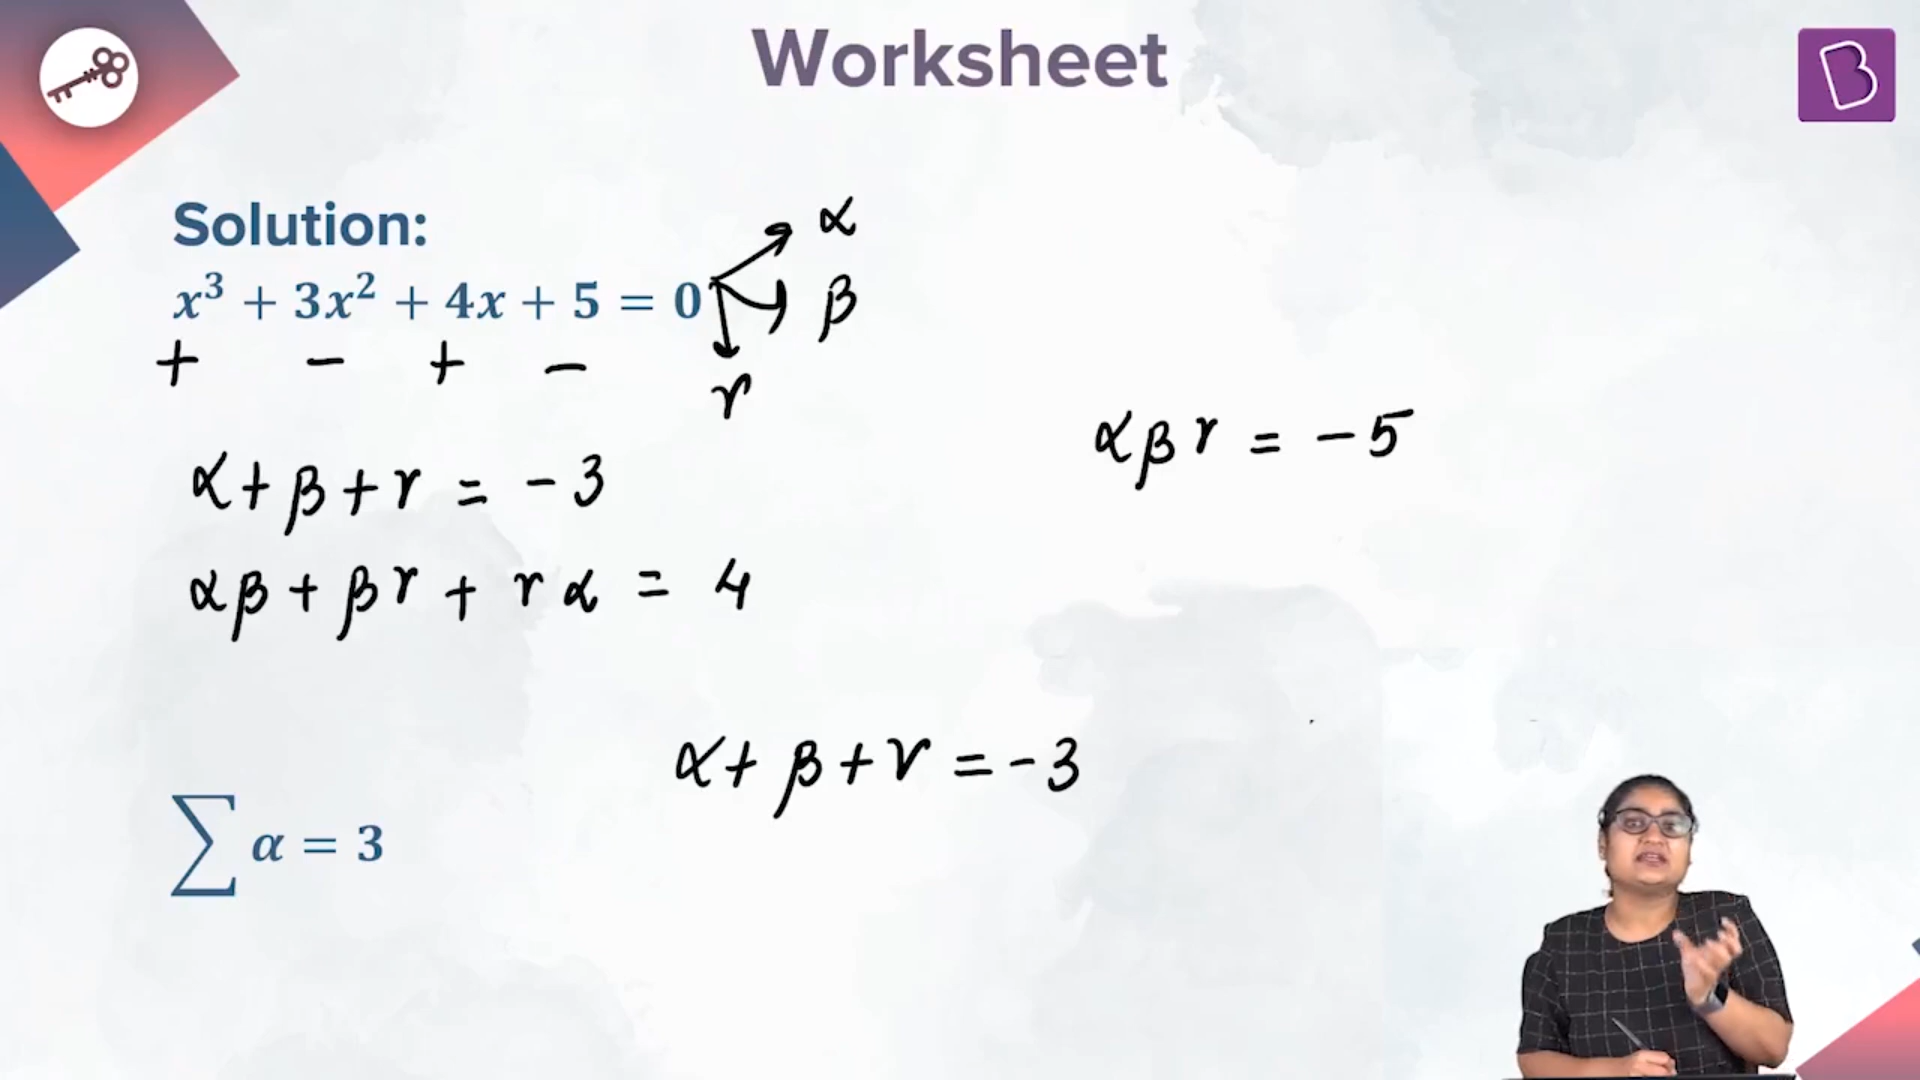 Worksheet
B
Solution:
x³ + 3x² + 4x + 5 = 0
α
β
γ
+ − + −
αβγ = −5
α + β + γ = −3
αβ + βγ + γα = 4
α + β + γ = −3
∑ α = 3